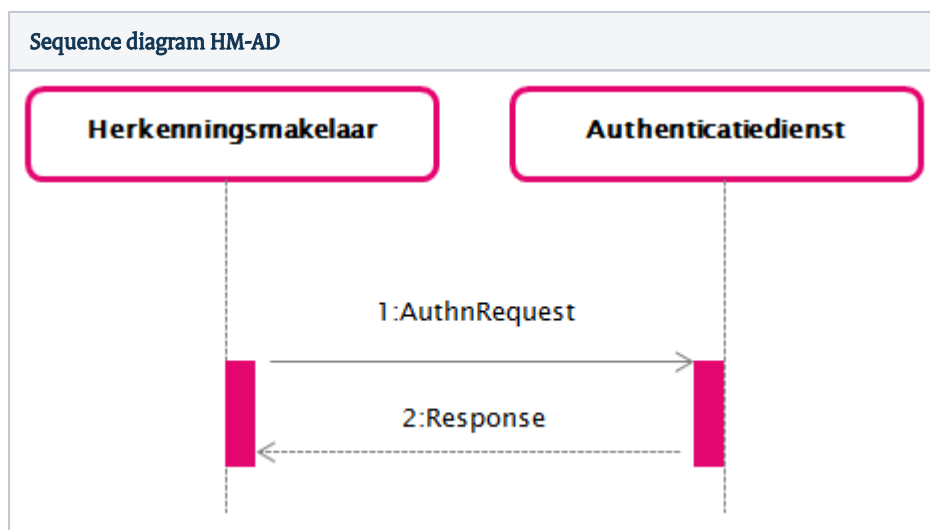 Sequence diagram HM-AD
Herkenningsmakelaar
Authenticatiedienst
1:AuthnRequest
2:Response